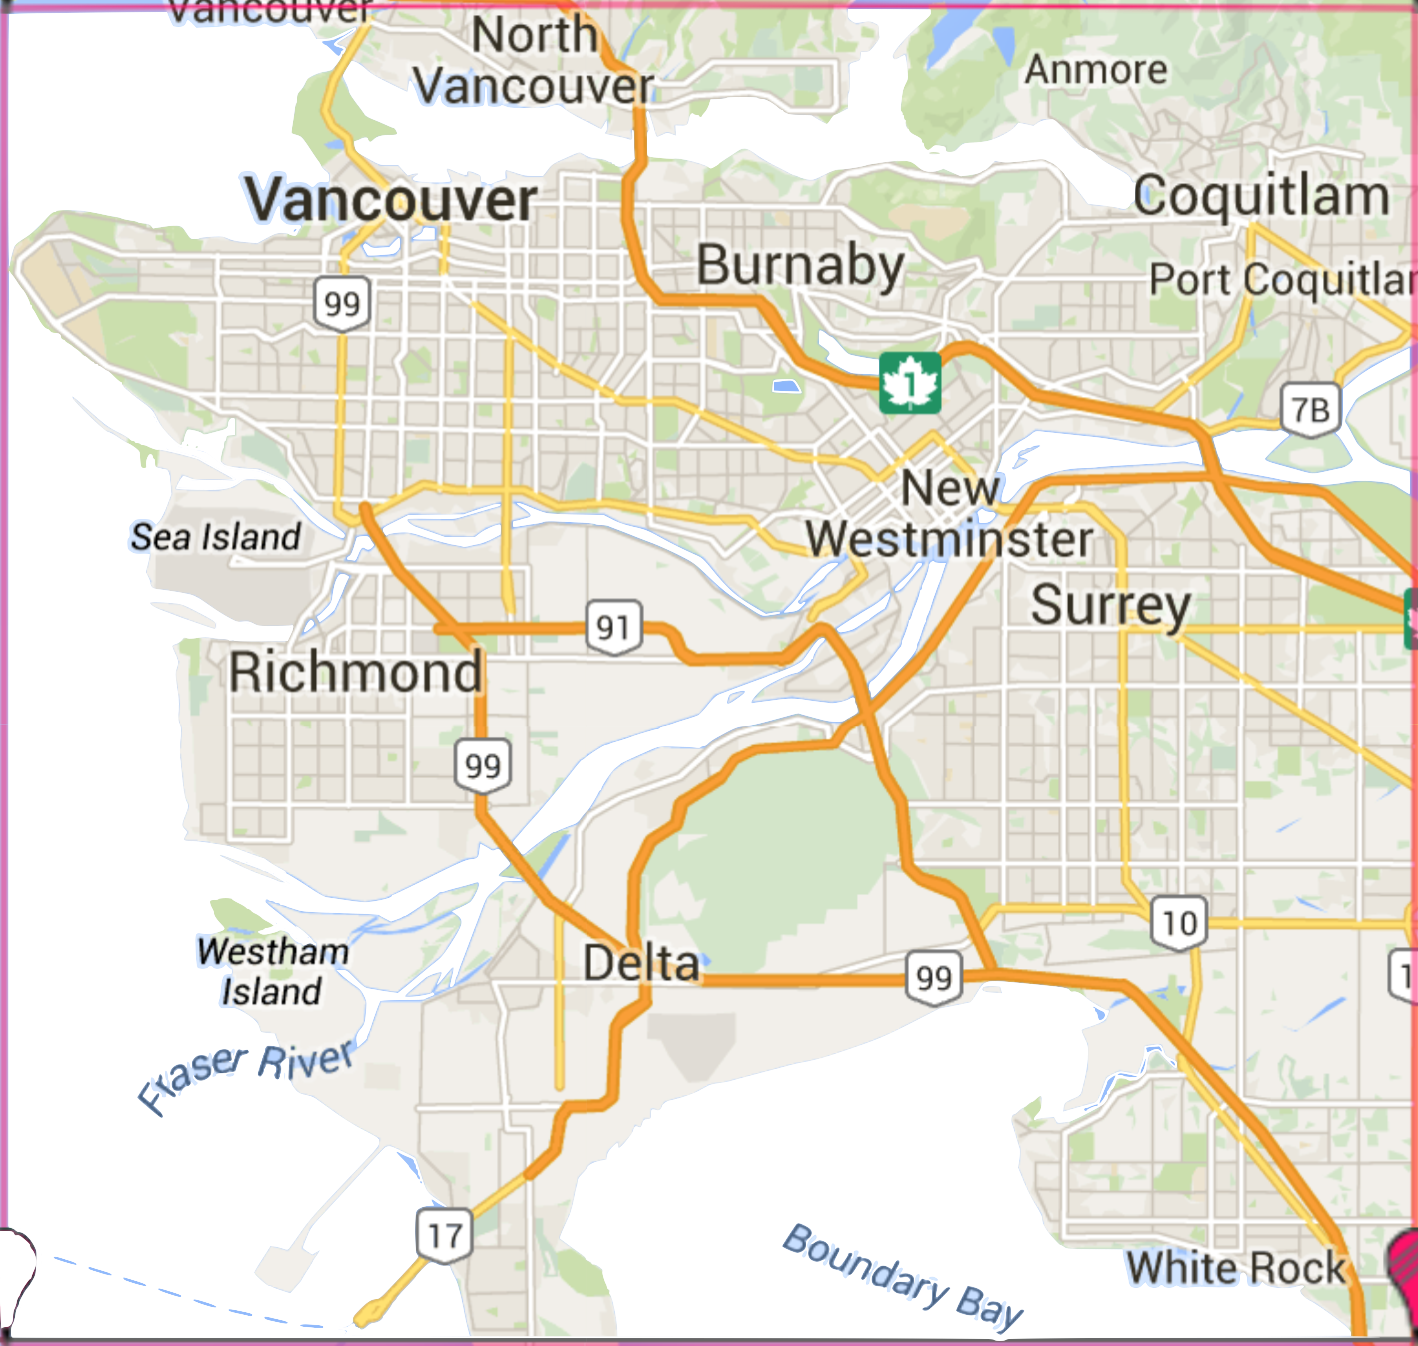 Vancouver
North
Vancouver
Anmore
Vancouver
Coquitlam
Burnaby
Port Coquitlar
99
1
7B
New
Westminster
Sea Island
Surrey
91
Richmond
99
10
Westham
Island
Delta
99
1
Fraser River
17
Boundary Bay
White Rock